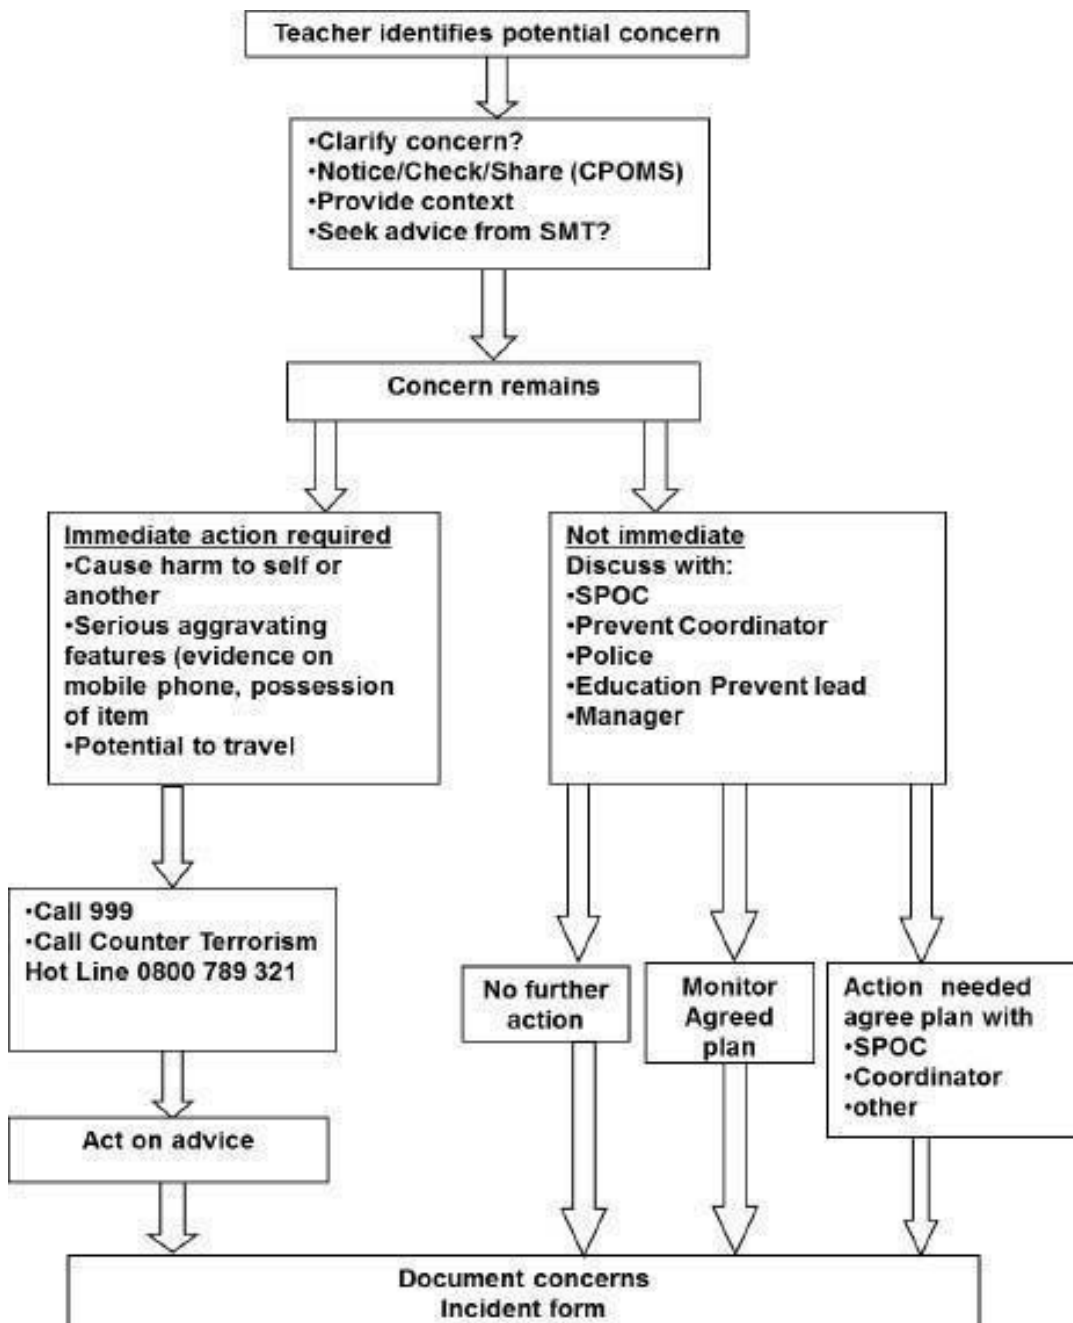 Teacher identifies potential concern
•Clarify concern?
•Notice/Check/Share (CPOMS)
•Provide context
•Seek advice from SMT?
Concern remains
Immediate action required
•Cause harm to self or
another
•Serious aggravating
features (evidence on
mobile phone, possession
of item
•Potential to travel
Not immediate
Discuss with:
•SPOC
•Prevent Coordinator
•Police
•Education Prevent lead
•Manager
•Call 999
•Call Counter Terrorism
Hot Line 0800 789 321
No further
action
Monitor
Agreed
plan
Action needed
agree plan with
•SPOC
•Coordinator
•other
Act on advice
Document concerns
Incident form